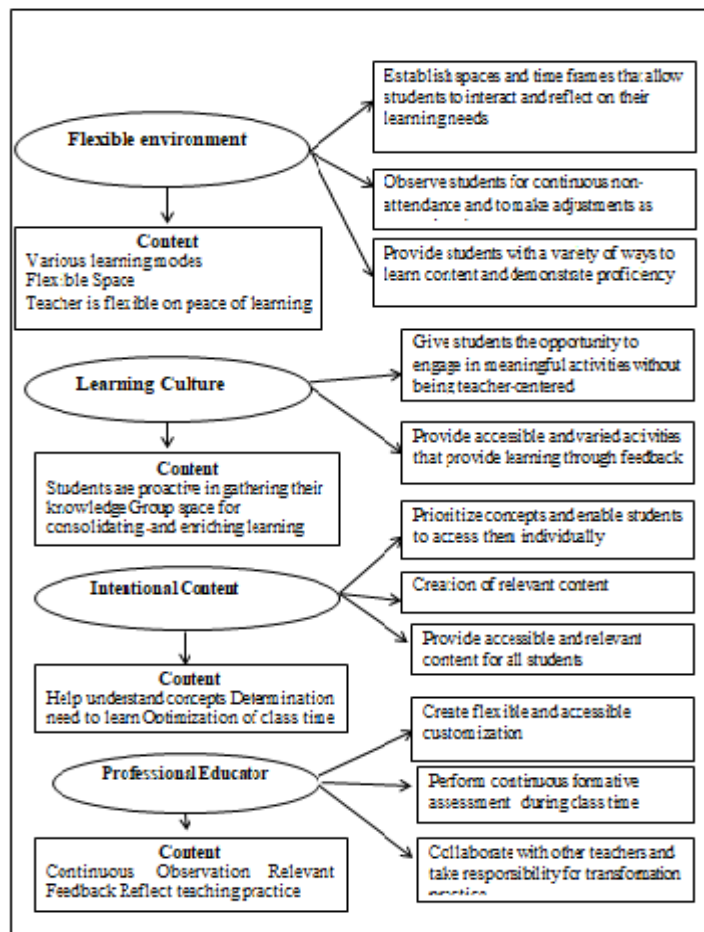 Flexible environment
Establish spaces and time frames that allow
students to interact and reflect on their
learning needs
Observe students for continuous non-
attendance and to make adjustments as
Provide students with a variety of ways to
learn content and demonstrate proficiency
Content
Various learning modes
Flexible Space
Teacher is flexible on peace of learning
Learning Culture
Give students the opportunity to
engage in meaningful activities without
being teacher-centered
Provide accessible and varied activities
that provide learning through feedback
Content
Students are proactive in gathering their
knowledge Group space for
consolidating and enriching learning
Intentional Content
Prioritize concepts and enable students
to access them individually
Creation of relevant content
Provide accessible and relevant
content for all students
Content
Help understand concepts Determination
need to learn Optimization of class time
Professional Educator
Create flexible and accessible
customization
Perform continuous formative
assessment during class time
Collaborate with other teachers and
take responsibility for transformation
Content
Continuous Observation Relevant
Feedback Reflect teaching practice